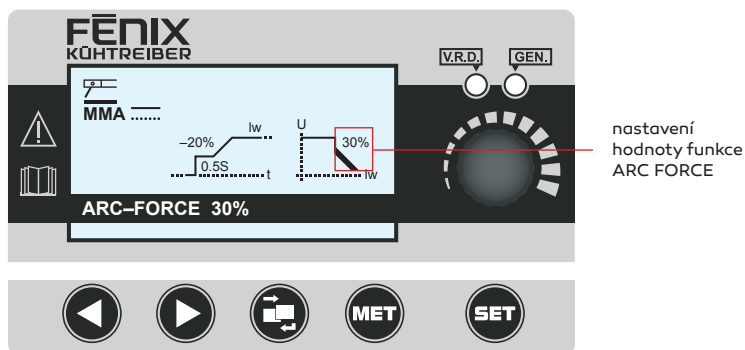 FĒNIX
KÜHTREIBER
V.R.D.
GEN.
MMA
–20%
Iw
0.5S
t
U
30%
Iw
ARC–FORCE 30%
nastavení
hodnoty funkce
ARC FORCE
MET
SET